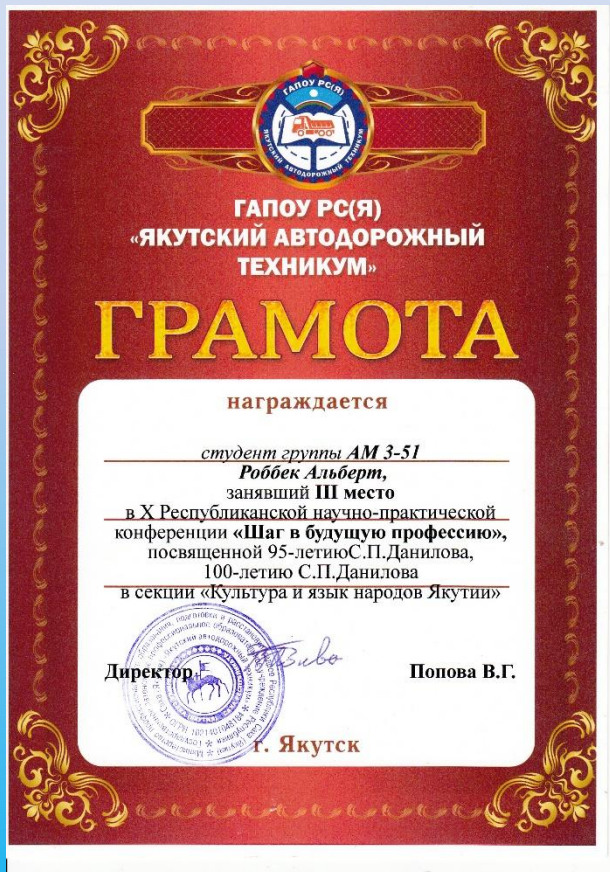 ГАПОУ РС(Я)
ЯКУТСКИЙ АВТОДОРОЖНЫЙ ТЕХНИКУМ
ГАПОУ РС(Я)
«ЯКУТСКИЙ АВТОДОРОЖНЫЙ
ТЕХНИКУМ»
ГРАМОТА
награждается
студент группы АМ 3-51
Роббек Альберт,
занявший III место
в X Республиканской научно-практической
конференции «Шаг в будущую профессию»,
посвященной 95-летиюС.П.Данилова,
100-летию С.П.Данилова
в секции «Культура и язык народов Якутии»
Директор Попова В.Г.
г. Якутск